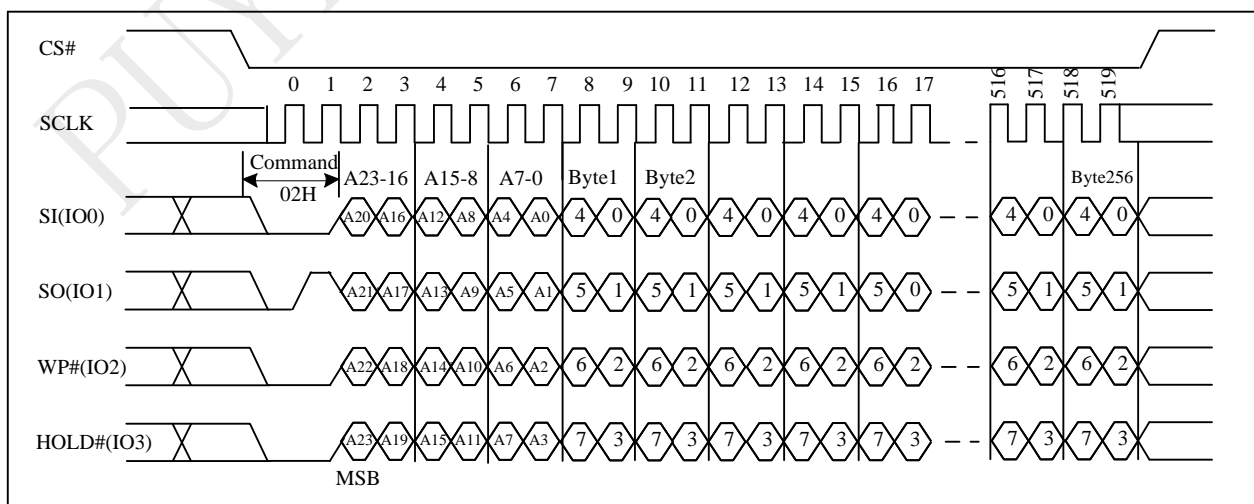 PUY
CS#
0 1 2 3 4 5 6 7 8 9 10 11 12 13 14 15 16 17 516 517 518 519
SCLK
Command
02H
A23-16 A15-8 A7-0 Byte1 Byte2 Byte256
SI(IO0) A20 A16 A12 A8 A4 A0 4 0 4 0 4 0 4 0 4 0 4 0 4 0
SO(IO1) A21 A17 A13 A9 A5 A1 5 1 5 1 5 1 5 1 5 0 5 1 5 1
WP#(IO2) A22 A18 A14 A10 A6 A2 6 2 6 2 6 2 6 2 6 2 6 2 6 2
HOLD#(IO3) A23 A19 A15 A11 A7 A3 7 3 7 3 7 3 7 3 7 3 7 3 7 3
MSB